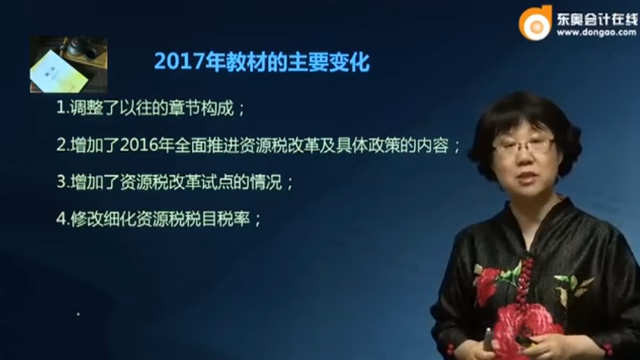 东奥会计在线
www.dongao.com
2017年教材的主要变化
1.调整了以往的章节构成；
2.增加了2016年全面推进资源税改革及具体政策的内容；
3.增加了资源税改革试点的情况；
4.修改细化资源税税目税率；